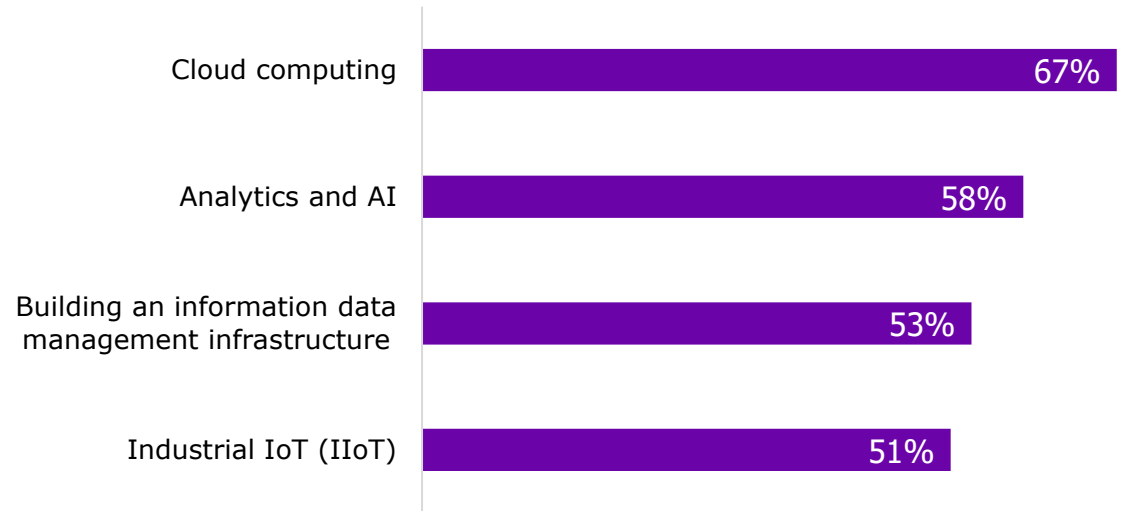 Cloud computing
67%
Analytics and AI
58%
Building an information data
management infrastructure
53%
Industrial IoT (IIoT)
51%